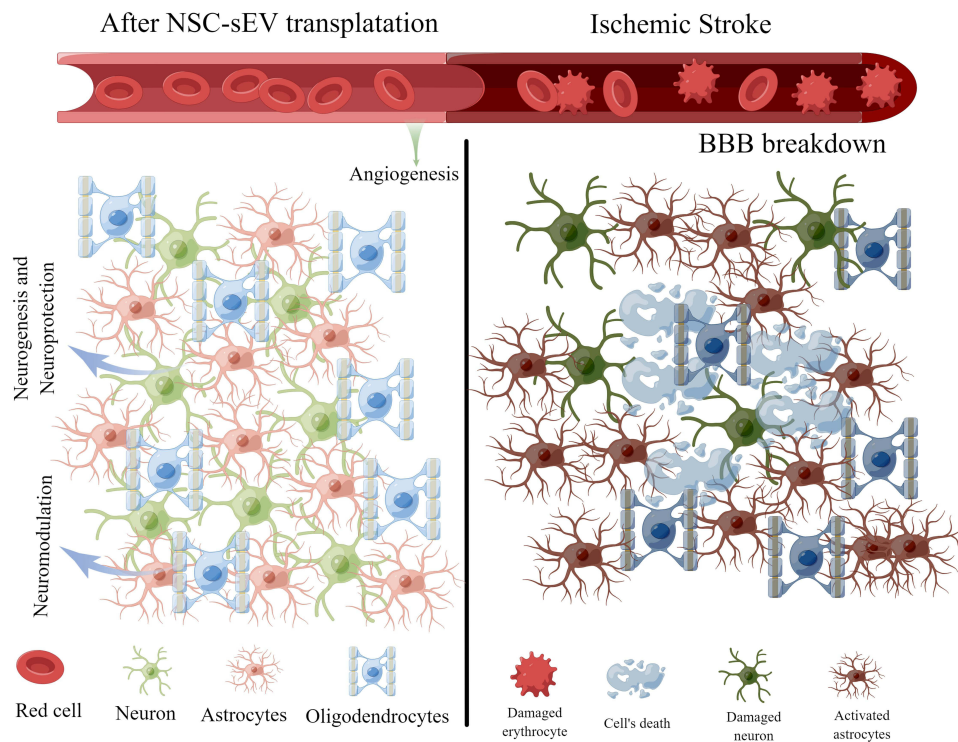 After NSC-sEV transplatation
Ischemic Stroke
BBB breakdown
Angiogenesis
Neurogenesis and
Neuroprotection
Neuromodulation
Red cell
Neuron
Astrocytes
Oligodendrocytes
Damaged
erythrocyte
Cell's death
Damaged
neuron
Activated
astrocytes